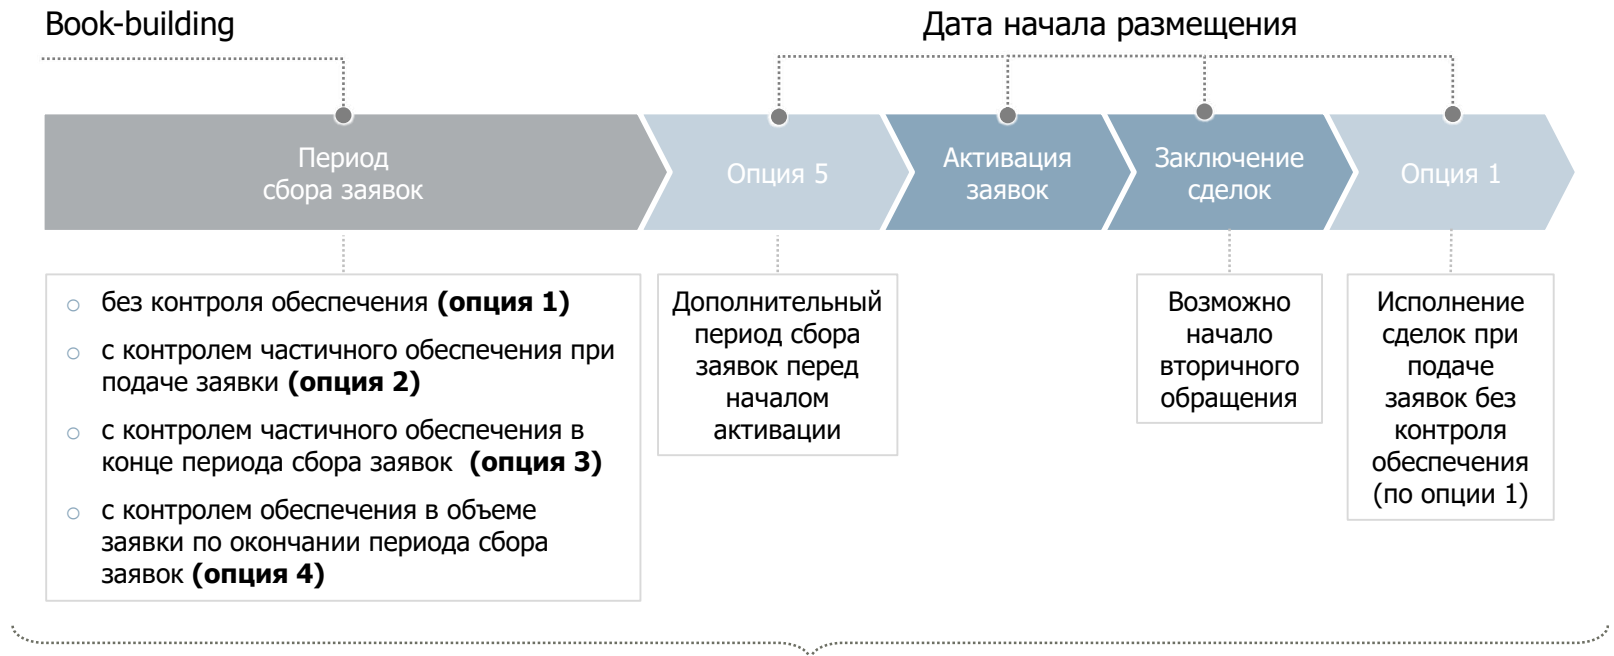 Book-building
Дата начала размещения
Период
сбора заявок
Опция 5
Активация
заявок
Заключение
сделок
Опция 1
без контроля обеспечения (опция 1)
с контролем частичного обеспечения при
подаче заявки (опция 2)
с контролем частичного обеспечения в
конце периода сбора заявок (опция 3)
с контролем обеспечения в объеме
заявки по окончании периода сбора
заявок (опция 4)
Дополнительный
период сбора
заявок перед
началом
активации
Возможно
начало
вторичного
обращения
Исполнение
сделок при
подаче
заявок без
контроля
обеспечения
(по опции 1)